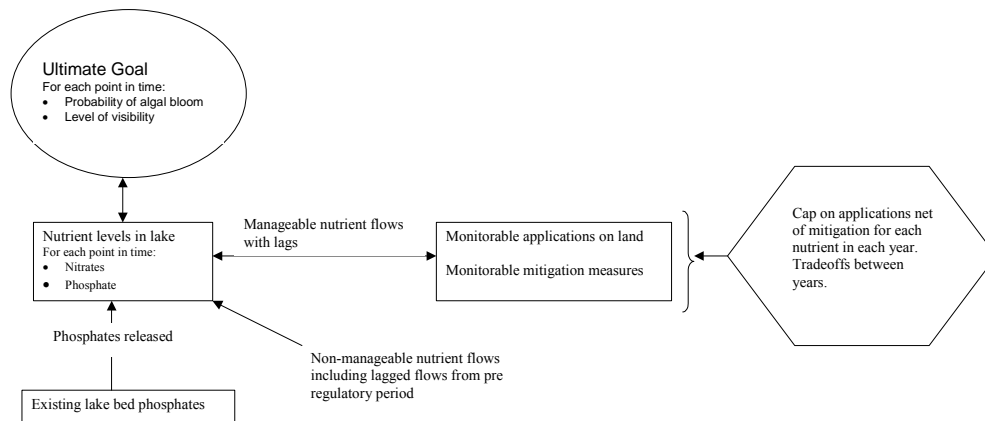 Ultimate Goal
For each point in time:
• Probability of algal bloom
• Level of visibility
Nutrient levels in lake
For each point in time:
• Nitrates
• Phosphate
Manageable nutrient flows
with lags
Monitorable applications on land
Monitorable mitigation measures
Cap on applications net
of mitigation for each
nutrient in each year.
Tradeoffs between
years.
Phosphates released
Non-manageable nutrient flows
including lagged flows from pre
regulatory period
Existing lake bed phosphates